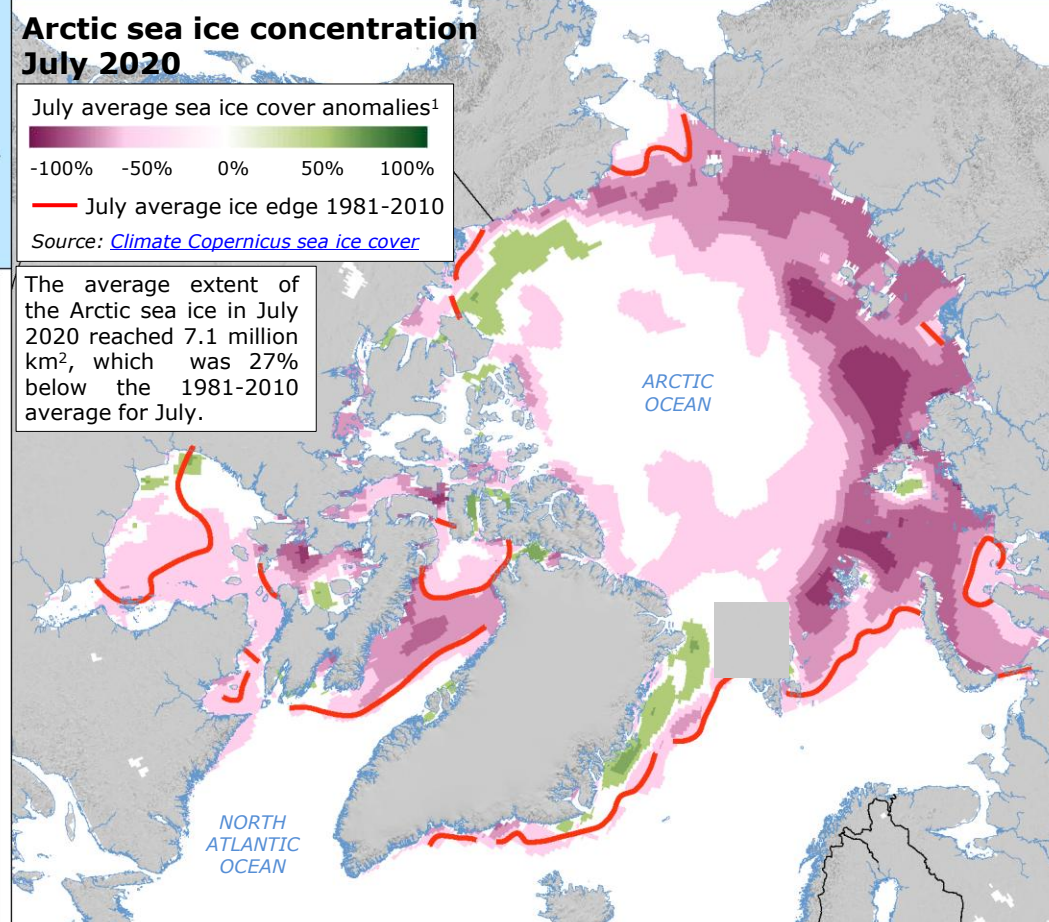 Arctic sea ice concentration
July 2020
July average sea ice cover anomalies¹
-100% -50% 0% 50% 100%
July average ice edge 1981-2010
Source: Climate Copernicus sea ice cover
The average extent of
the Arctic sea ice in July
2020 reached 7.1 million
km², which was 27%
below the 1981-2010
average for July.
ARCTIC
OCEAN
NORTH
ATLANTIC
OCEAN